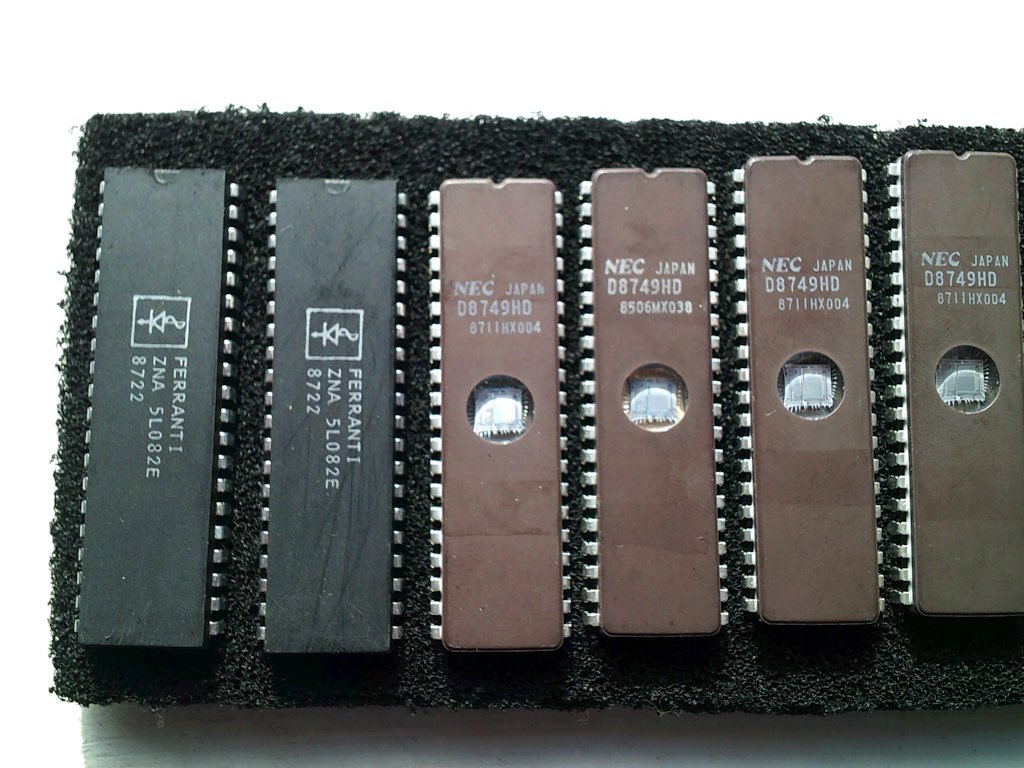 FERRANTI
ZNA 5L082E
8722
FERRANTI
ZNA 5L082E
8722
NEC JAPAN
D8749HD
8711HX004
NEC JAPAN
D8749HD
8506MX038
NEC JAPAN
D8749HD
8711HX004
NEC JAPAN
D8749HD
8711HX004